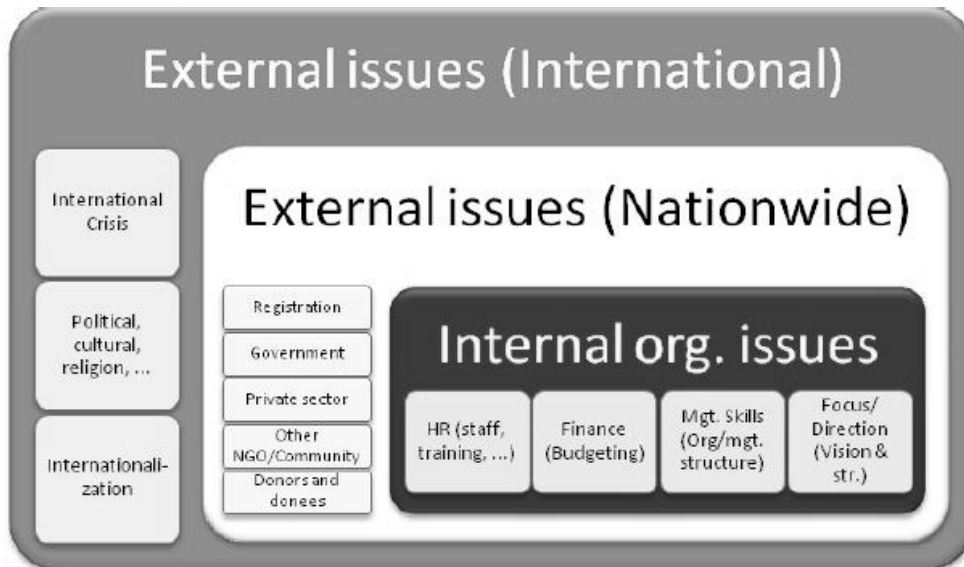 External issues (International)
International
Crisis
Political,
cultural,
religion, ...
Internationali-
zation
External issues (Nationwide)
Registration
Government
Private sector
Other
NGO/Community
Donors and
donees
Internal org. issues
HR (staff,
training, ...)
Finance
(Budgeting)
Mgt. Skills
(Org/mgt.
structure)
Focus/
Direction
(Vision &
str.)